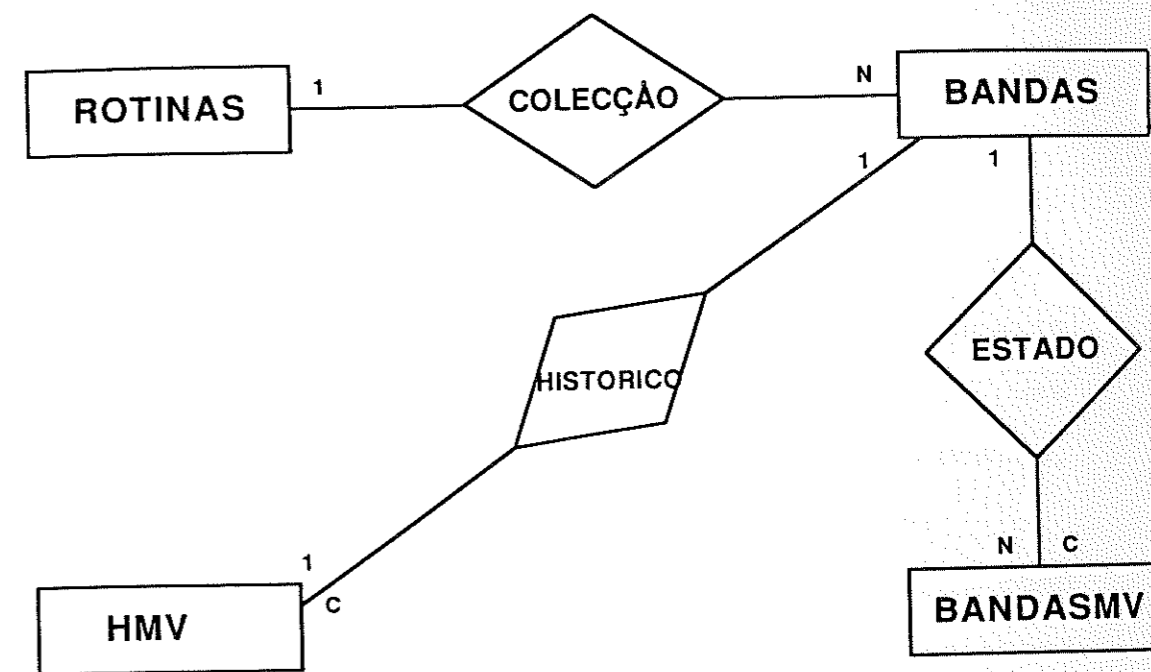 ROTINAS
1
COLECÇÃO
N
BANDAS
1
1
HISTORICO
ESTADO
1
C
HMV
N
C
BANDASMV